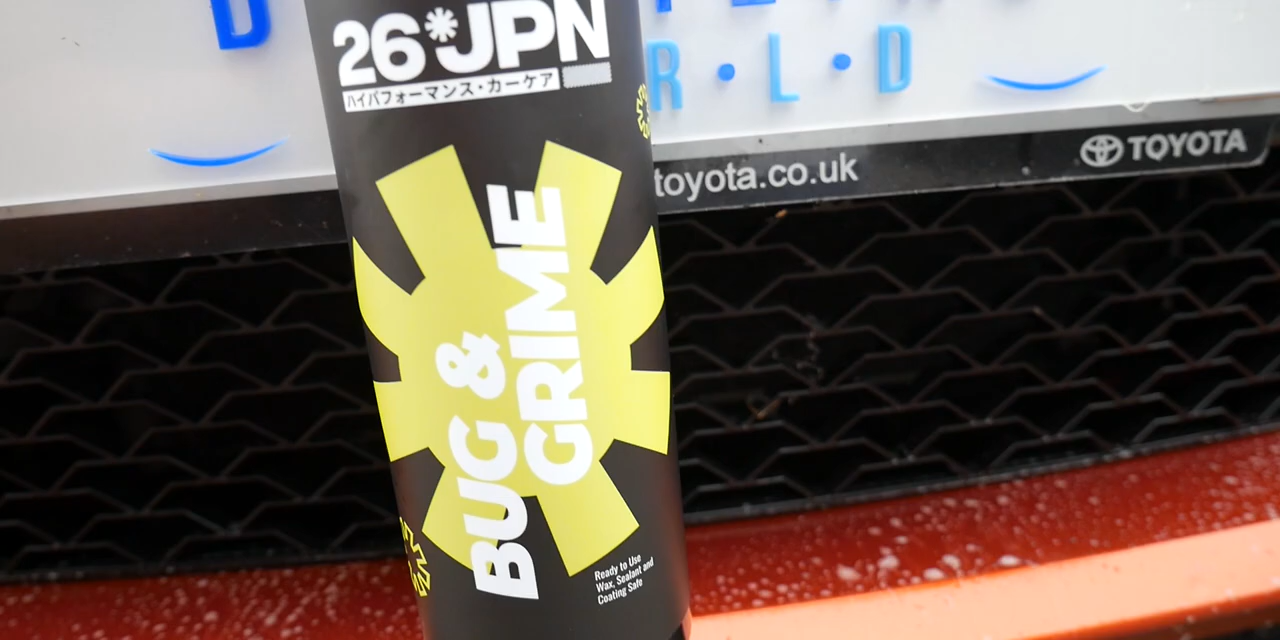 26*JPN
ハイパフォーマンス・カーケア
BUG &
GRIME
Ready to Use
Wax, Sealant and
Coating Safe
D
R·L·D
toyota.co.uk
TOYOTA